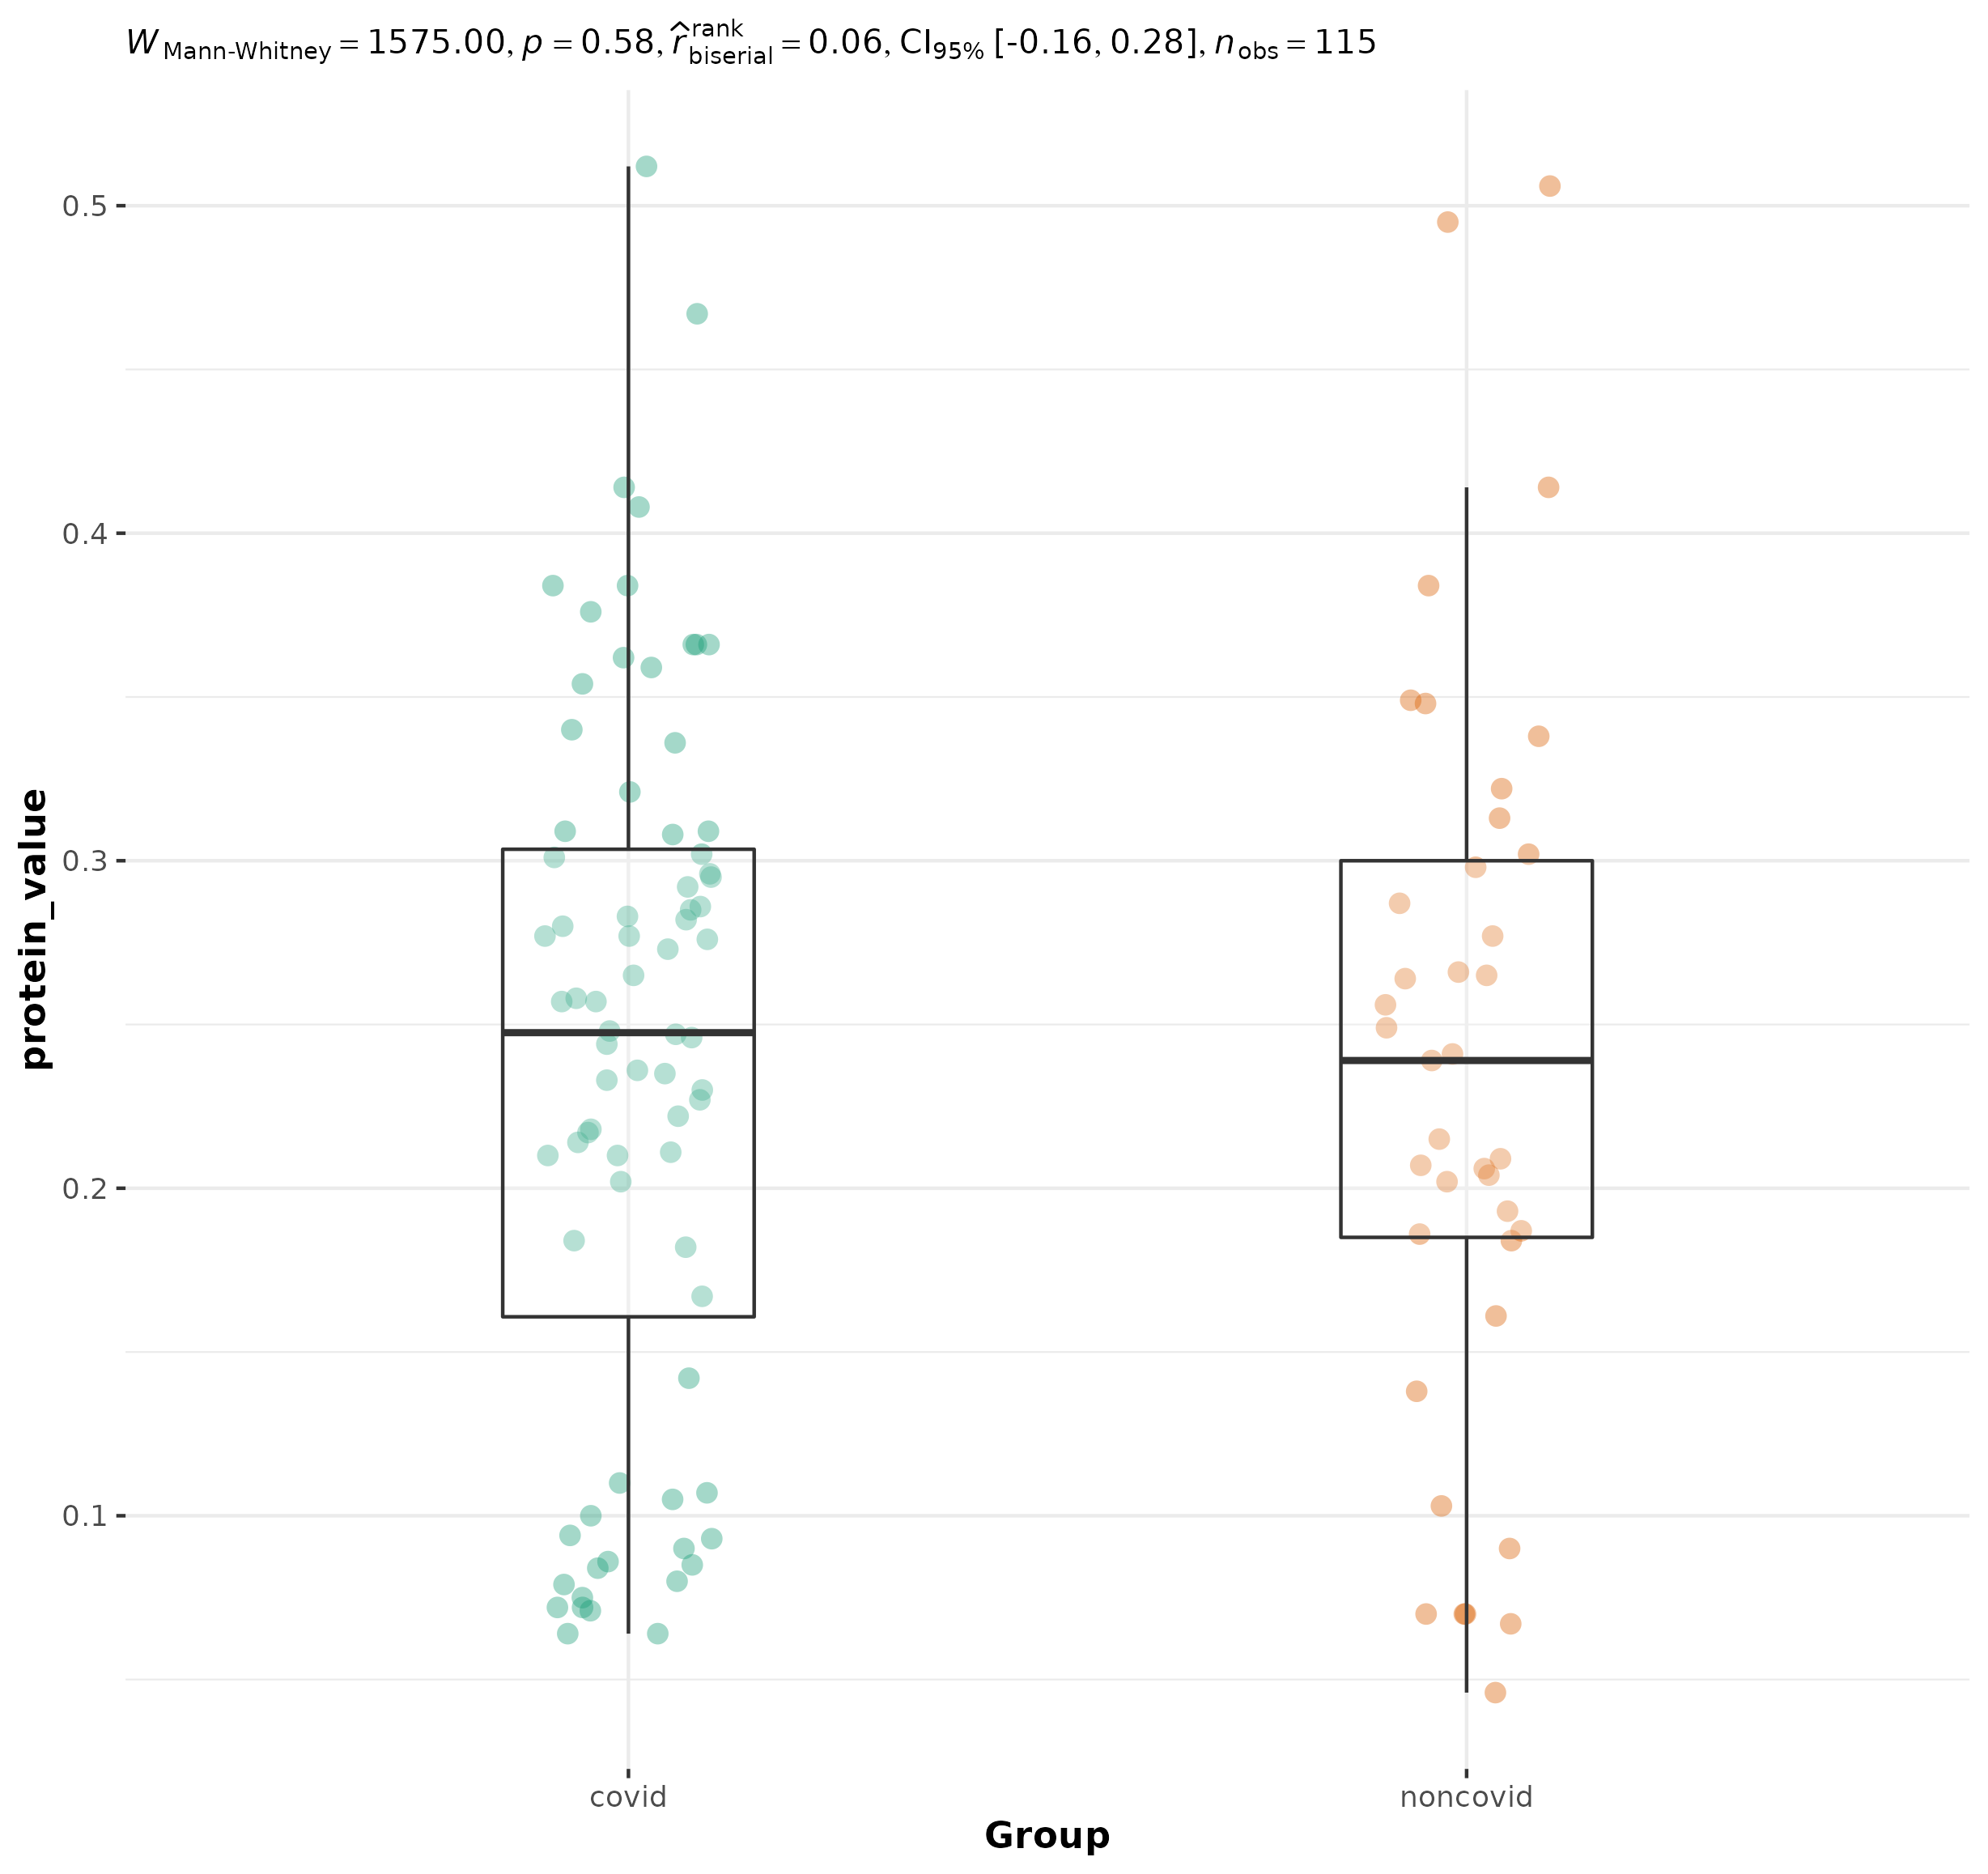 W Mann-Whitney = 1575.00, p = 0.58, r̂ rank biserial = 0.06, CI95% [-0.16, 0.28], nobs = 115
protein_value
0.5
0.4
0.3
0.2
0.1
covid noncovid
Group